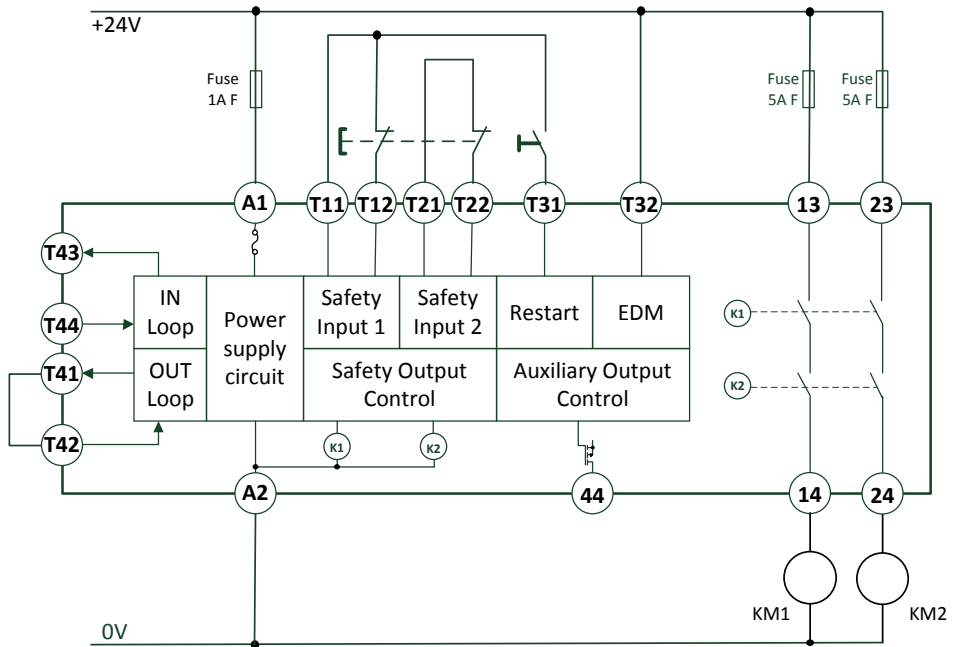 +24V
Fuse
1A F
Fuse
5A F
Fuse
5A F
A1
T11
T12
T21
T22
T31
T32
13
23
T43
T44
T41
T42
IN
Loop
OUT
Loop
Power
supply
circuit
Safety
Input 1
Safety
Input 2
Restart
EDM
Safety Output
Control
Auxiliary Output
Control
K1
K2
K1
K2
A2
44
14
24
KM1
KM2
0V